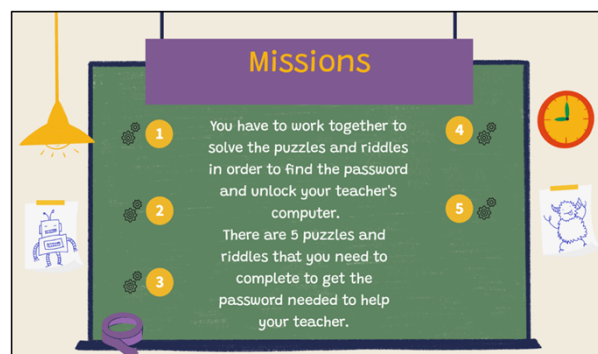 Missions
1
You have to work together to
solve the puzzles and riddles
in order to find the password
and unlock your teacher's
computer.
There are 5 puzzles and
riddles that you need to
complete to get the
password needed to help
your teacher.
2
3
4
5